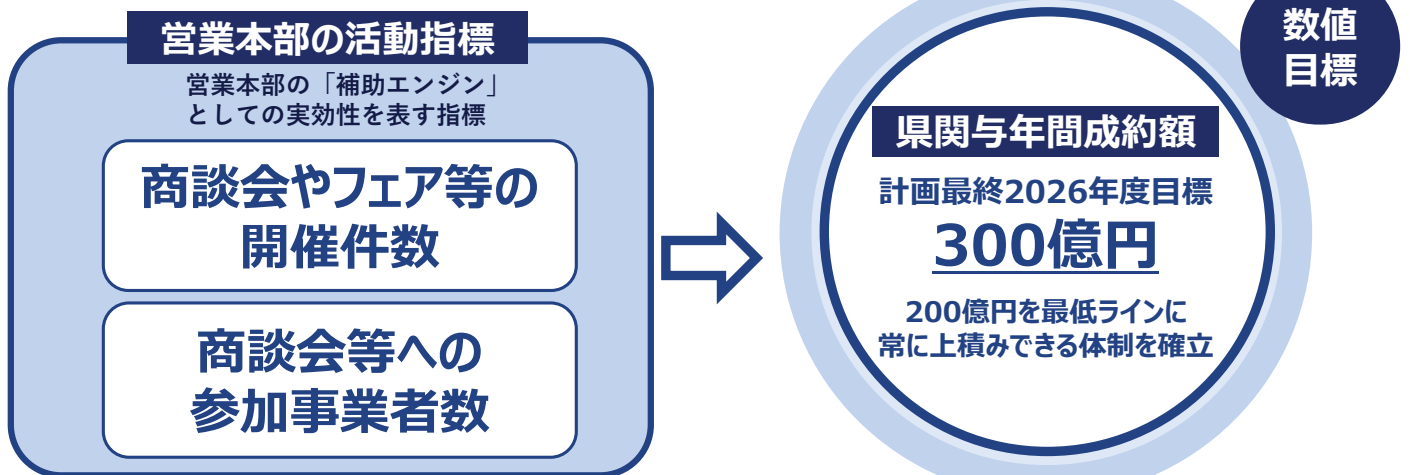 営業本部の活動指標
営業本部の「補助エンジン」
としての実効性を表す指標
商談会やフェア等の
開催件数
商談会等への
参加事業者数
数値
目標
県関与年間成約額
計画最終2026年度目標
300億円
200億円を最低ラインに
常に上積みできる体制を確立